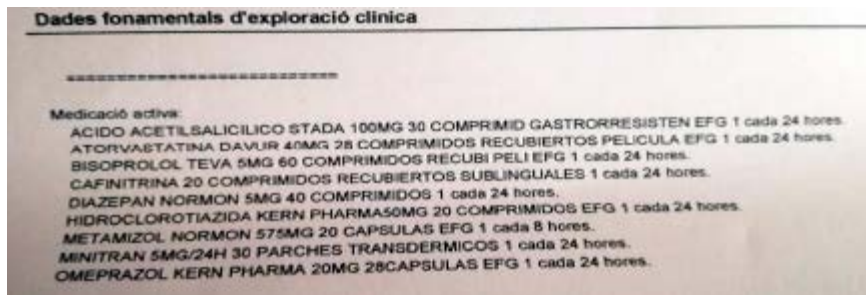 Dades fonamentals d'exploració clinica
============================
Medicació activa:
ACIDO ACETILSALICILICO STADA 100MG 30 COMPRIMID GASTRORRESISTEN EFG 1 cada 24 hores.
ATORVASTATINA DAVUR 40MG 28 COMPRIMIDOS RECUBIERTOS PELICULA EFG 1 cada 24 hores.
BISOPROLOL TEVA 5MG 60 COMPRIMIDOS RECUBI PELI EFG 1 cada 24 hores.
CAFINITRINA 20 COMPRIMIDOS RECUBIERTOS SUBLINGUALES 1 cada 24 hores.
DIAZEPAN NORMON 5MG 40 COMPRIMIDOS 1 cada 24 hores.
HIDROCLOROTIAZIDA KERN PHARMA50MG 20 COMPRIMIDOS EFG 1 cada 24 hores.
METAMIZOL NORMON 575MG 20 CAPSULAS EFG 1 cada 8 hores.
MINITRAN 5MG/24H 30 PARCHES TRANSDERMICOS 1 cada 24 hores.
OMEPRAZOL KERN PHARMA 20MG 28CAPSULAS EFG 1 cada 24 hores.